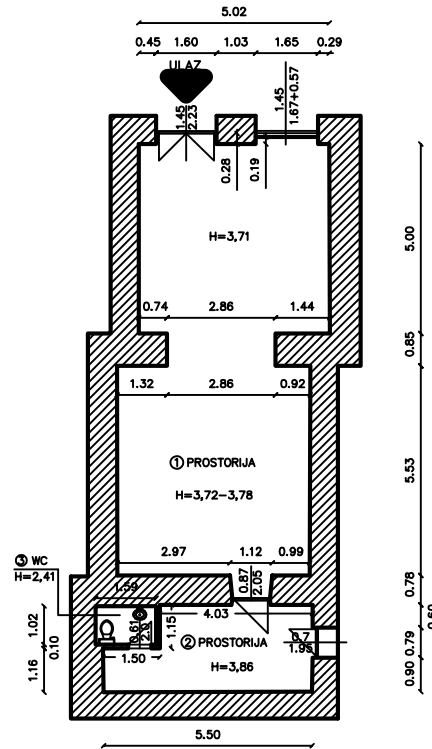 5.02
0.45 1.60 1.03 1.65 0.29
ULAZ
1.45
2.23
1.45
1.67+0.57
0.28
0.19
H=3,71
5.00
0.74 2.86 1.44
0.85
1.32 2.86 0.92
① PROSTORIJA
H=3,72-3,78
5.53
2.97 1.12 0.99
0.87
2.05
③ WC
H=2,41
1.59
0.78
0.60
4.03
1.02
0.61
2.0
1.15
② PROSTORIJA
0.7
1.95
0.79
0.10
1.50
H=3,86
1.16
0.90
5.50